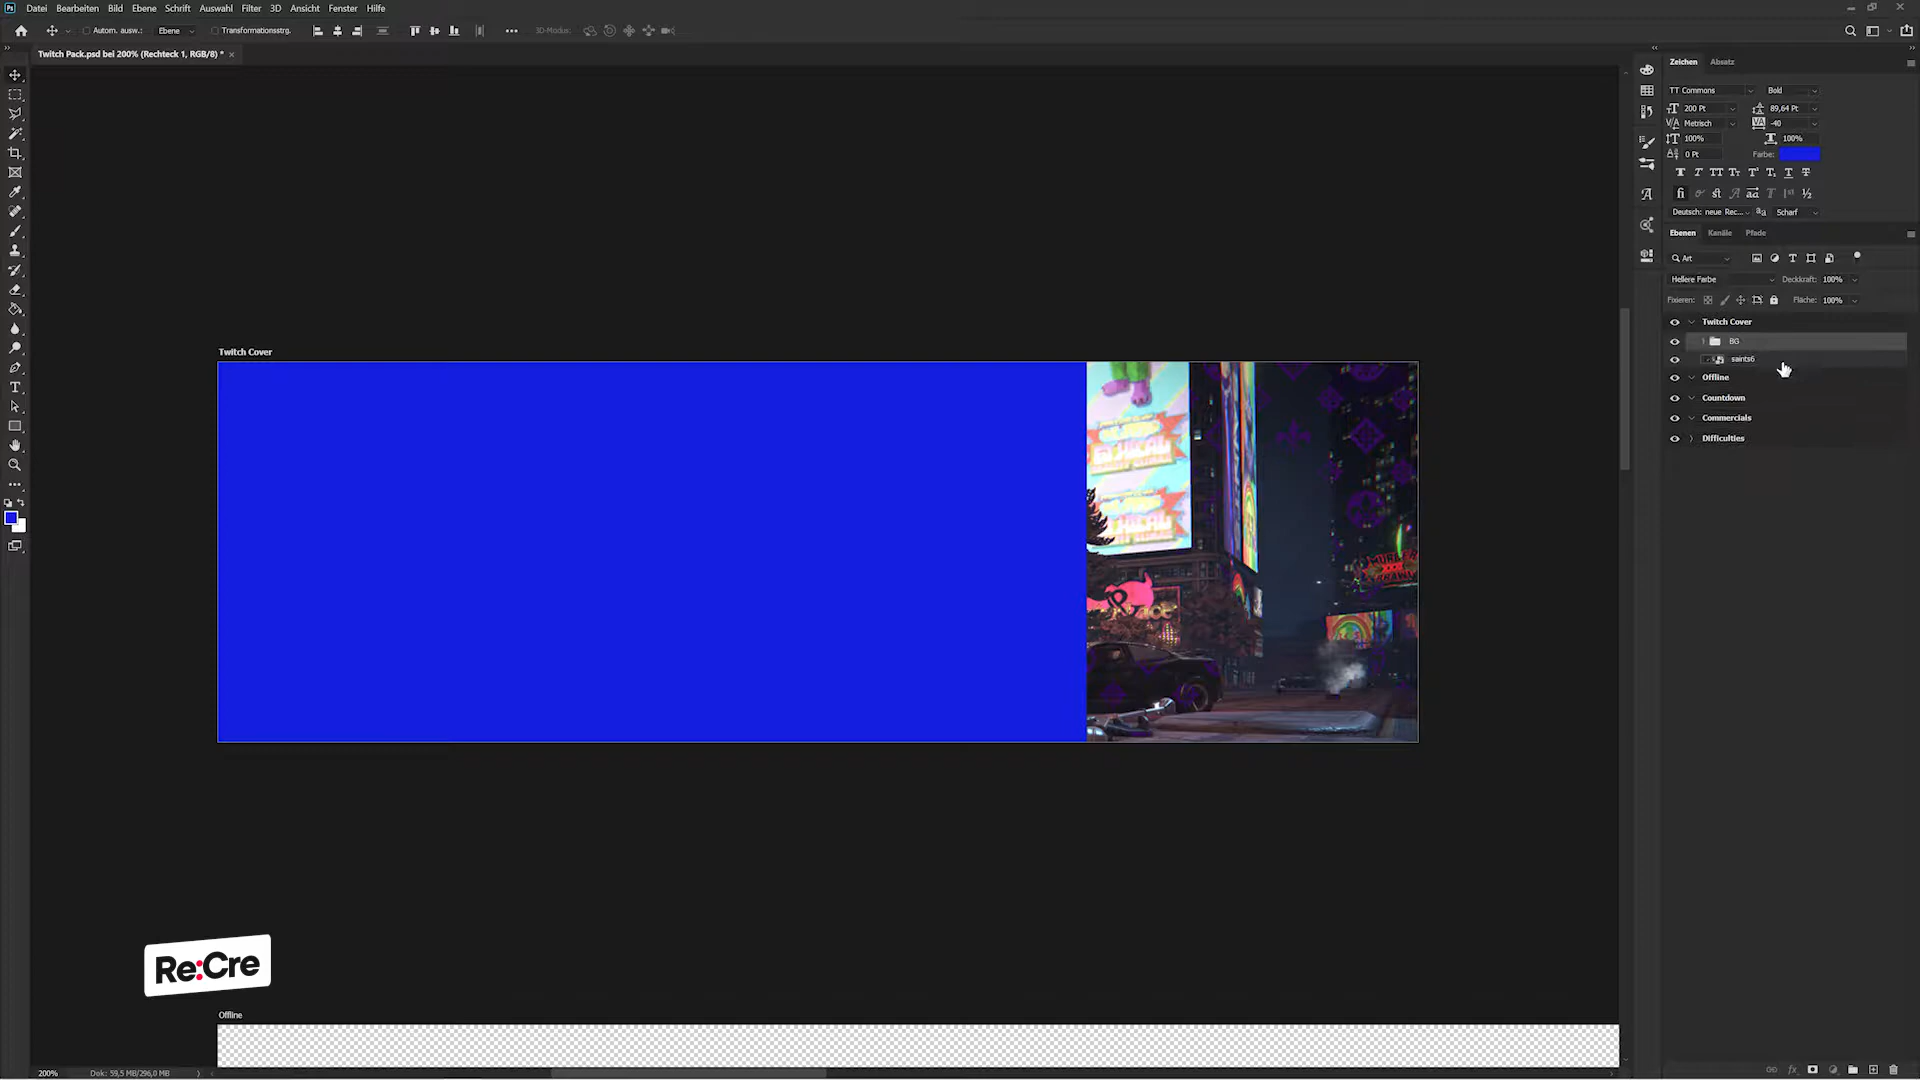 Ps Datei Bearbeiten Bild Ebene Schrift Auswahl Filter 3D Ansicht Fenster Hilfe
Autom. ausw.: Ebene Transformationsstrg. 3D-Modus:
Twitch Pack.psd bei 200% (Rechteck 1, RGB/8) *
Zeichen Absatz
TT Commons Bold
200 Pt 89,64 Pt
Metrisch -40
100% 100%
0 Pt Farbe:
Deutsch: neue Rec... Scharf
Ebenen Kanäle Pfade
Art
Hellere Farbe Deckkraft: 100%
Fixieren: Fläche: 100%
Twitch Cover
BG
saints6
Offline
Countdown
Commercials
Difficulties
Twitch Cover
Re:Cre
Offline
200% Dok: 59,5 MB/296,0 MB